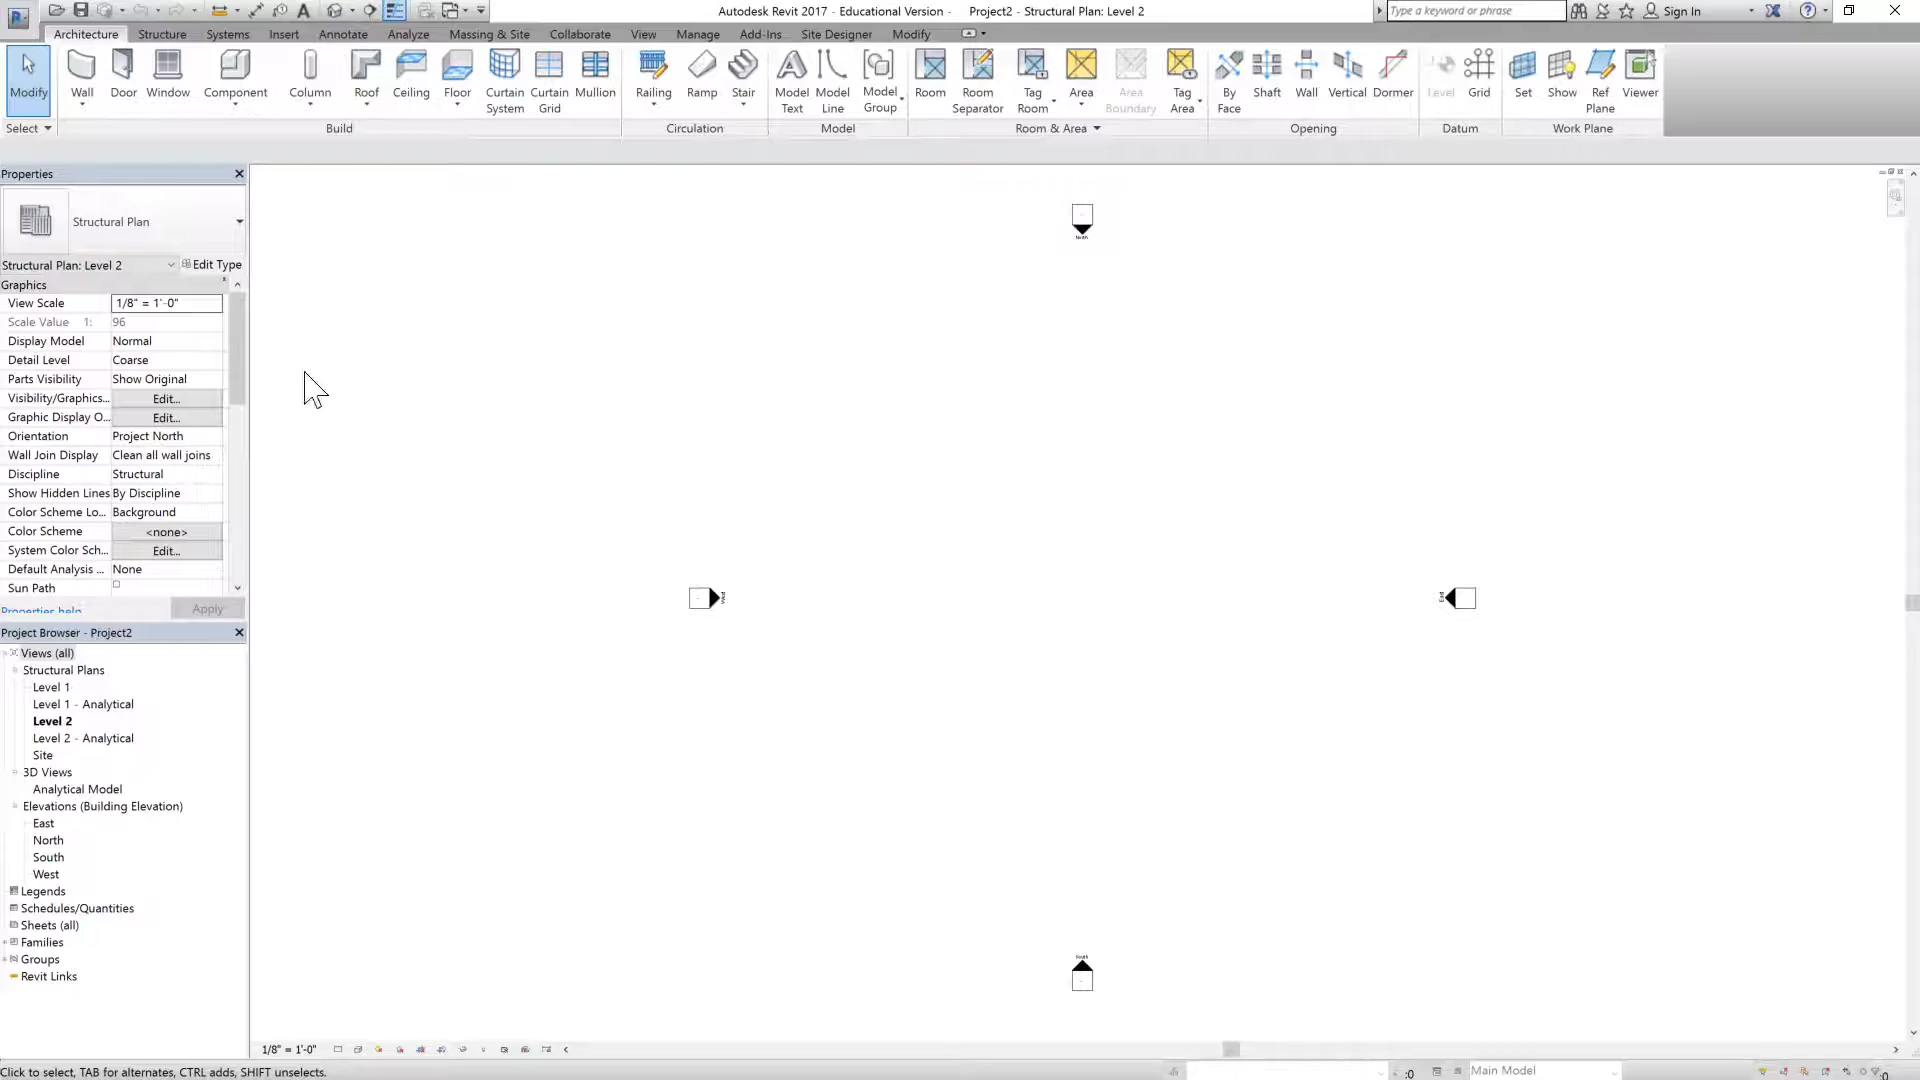 Autodesk Revit 2017 - Educational Version - Project2 - Structural Plan: Level 2
Type a keyword or phrase
Sign In
Architecture Structure Systems Insert Annotate Analyze Massing & Site Collaborate View Manage Add-Ins Site Designer Modify
Modify Wall Door Window Component Column Roof Ceiling Floor Curtain System Curtain Grid Mullion Railing Ramp Stair Model Text Model Line Model Group Room Room Separator Tag Room Area Area Boundary Tag Area By Face Shaft Wall Vertical Dormer Level Grid Set Show Ref Plane Viewer
Select Build Circulation Model Room & Area Opening Datum Work Plane
Properties
Structural Plan
Structural Plan: Level 2 Edit Type
Graphics
View Scale 1/8" = 1'-0"
Scale Value 1: 96
Display Model Normal
Detail Level Coarse
Parts Visibility Show Original
Visibility/Graphics... Edit...
Graphic Display O... Edit...
Orientation Project North
Wall Join Display Clean all wall joins
Discipline Structural
Show Hidden Lines By Discipline
Color Scheme Lo... Background
Color Scheme <none>
System Color Sch... Edit...
Default Analysis ... None
Sun Path
Properties help Apply
Project Browser - Project2
Views (all)
Structural Plans
Level 1
Level 1 - Analytical
Level 2
Level 2 - Analytical
Site
3D Views
Analytical Model
Elevations (Building Elevation)
East
North
South
West
Legends
Schedules/Quantities
Sheets (all)
Families
Groups
Revit Links
North
West
East
South
1/8" = 1'-0"
Click to select, TAB for alternates, CTRL adds, SHIFT unselects.
:0
Main Model
:0